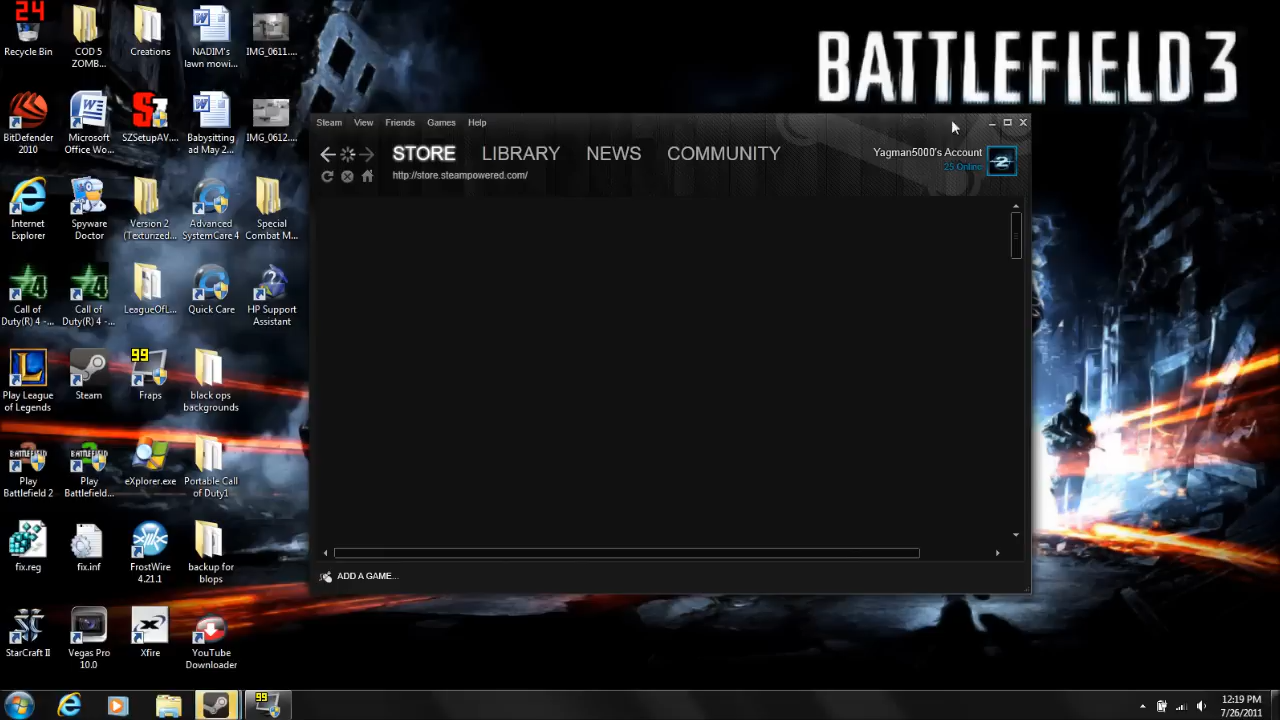 24
Recycle Bin
COD 5 ZOMB...
Creations
NADIM's lawn mowi...
IMG_0611....
BATTLEFIELD 3
BitDefender 2010
Microsoft Office Wo...
SZSetupAV....
Babysitting ad May 2...
IMG_0612....
Steam View Friends Games Help
STORE LIBRARY NEWS COMMUNITY
Yagman5000's Account
25 Online
http://store.steampowered.com/
Internet Explorer
Spyware Doctor
Version 2 (Texturized...
Advanced SystemCare 4
Special Combat M...
Call of Duty(R) 4 -...
Call of Duty(R) 4 -...
LeagueOfL...
Quick Care
HP Support Assistant
Play League of Legends
Steam
99
Fraps
black ops backgrounds
Play Battlefield 2
Play Battlefield...
eXplorer.exe
Portable Call of Duty1
fix.reg
fix.inf
FrostWire 4.21.1
backup for blops
ADD A GAME...
StarCraft II
Vegas Pro 10.0
Xfire
YouTube Downloader
99
12:19 PM
7/26/2011